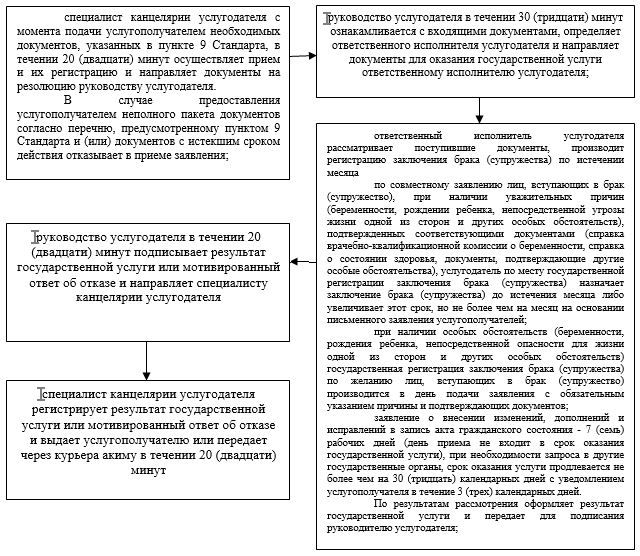 специалист канцелярии услугодателя с
момента подачи услугополучателем необходимых
документов, указанных в пункте 9 Стандарта, в
течении 20 (двадцати) минут осуществляет прием
и их регистрацию и направляет документы на
резолюцию руководству услугодателя.
В случае предоставления
услугополучателем неполного пакета документов
согласно перечню, предусмотренному пунктом 9
Стандарта и (или) документов с истекшим сроком
действия отказывает в приеме заявления;
руководство услугодателя в течении 30 (тридцати) минут
ознакамливается с входящими документами, определяет
ответственного исполнителя услугодателя и направляет
документы для оказания государственной услуги
ответственному исполнителю услугодателя;
ответственный исполнитель услугодателя
рассматривает поступившие документы, производит
регистрацию заключения брака (супружества) по истечении
месяца
по совместному заявлению лиц, вступающих в брак
(супружество), при наличии уважительных причин
(беременности, рождении ребенка, непосредственной угрозы
жизни одной из сторон и других особых обстоятельств),
подтвержденных соответствующими документами (справка
врачебно-квалификационной комиссии о беременности, справка
о состоянии здоровья, документы, подтверждающие другие
особые обстоятельства), услугодатель по месту государственной
регистрации заключения брака (супружества) назначает
заключение брака (супружества) до истечения месяца либо
увеличивает этот срок, но не более чем на месяц на основании
письменного заявления услугополучателей;
при наличии особых обстоятельств (беременности,
рождения ребенка, непосредственной опасности для жизни
одной из сторон и других особых обстоятельств)
государственная регистрация заключения брака (супружества)
по желанию лиц, вступающих в брак (супружество)
производится в день подачи заявления с обязательным
указанием причины и подтверждающих документов;
заявление о внесении изменений, дополнений и
исправлений в запись акта гражданского состояния - 7 (семь)
рабочих дней (день приема не входит в срок оказания
государственной услуги), при необходимости запроса в другие
государственные органы, срок оказания услуги продлевается не
более чем на 30 (тридцать) календарных дней с уведомлением
услугополучателя в течение 3 (трех) календарных дней.
По результатам рассмотрения оформляет результат
государственной услуги и передает для подписания
руководителю услугодателя;
руководство услугодателя в течении 20
(двадцати) минут подписывает результат
государственной услуги или мотивированный
ответ об отказе и направляет специалисту
канцелярии услугодателя
специалист канцелярии услугодателя
регистрирует результат государственной
услуги или мотивированный ответ об отказе
и выдает услугополучателю или передает
через курьера акиму в течении 20 (двадцати)
минут